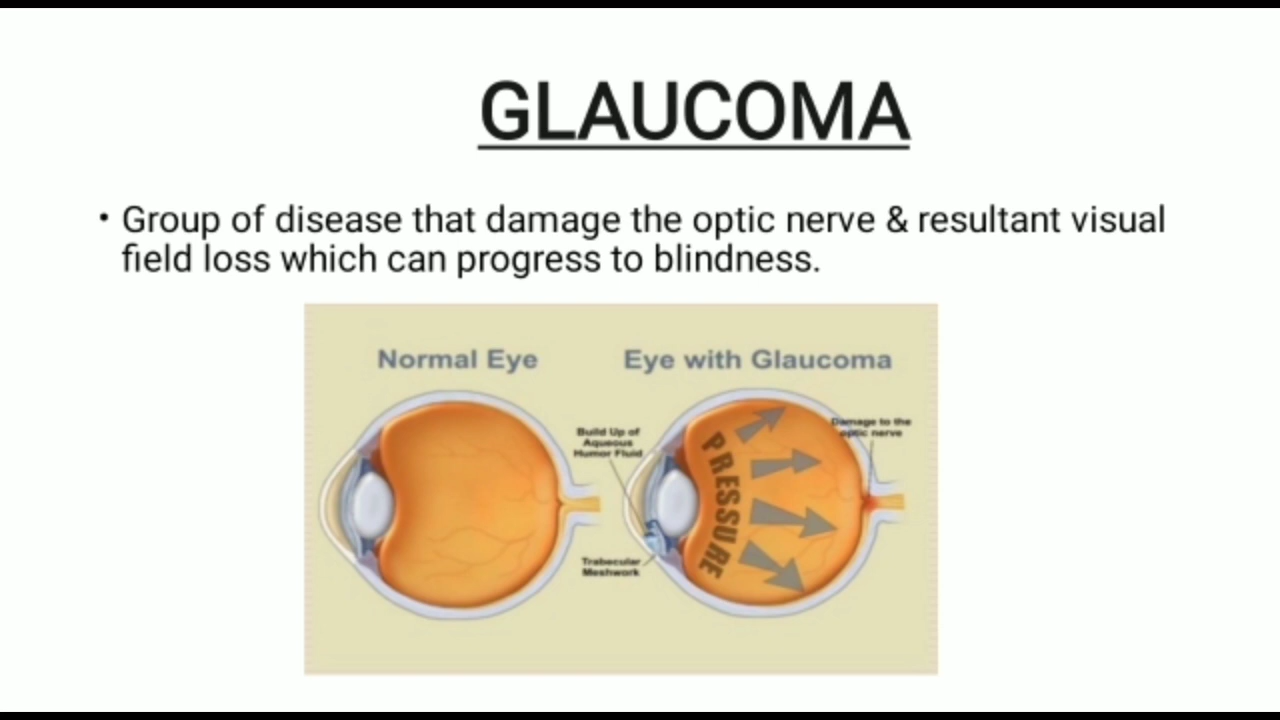 GLAUCOMA
• Group of disease that damage the optic nerve & resultant visual
field loss which can progress to blindness.
Normal Eye
Eye with Glaucoma
Build Up of
Aqueous
Humor Fluid
Trabecular
Meshwork
PRESSURE
Damage to the
optic nerve